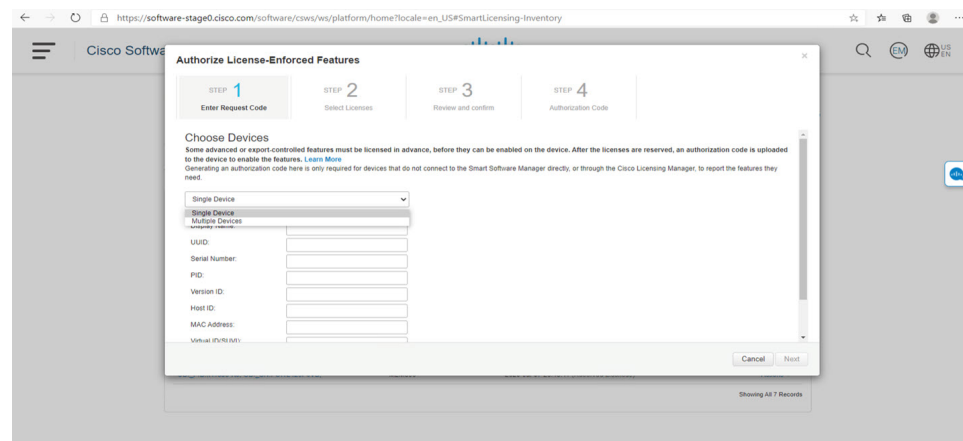 https://software-stage0.cisco.com/software/csws/ws/platform/home?locale=en_US#SmartLicensing-Inventory
Cisco Softwa
EM
US
EN
Authorize License-Enforced Features
×
STEP 1
Enter Request Code
STEP 2
Select Licences
STEP 3
Review and confirm
STEP 4
Authorization Code
Choose Devices
Some advanced or export-controlled features must be licensed in advance, before they can be enabled on the device. After the licenses are reserved, an authorization code is uploaded
to the device to enable the features. Learn More
Generating an authorization code here is only required for devices that do not connect to the Smart Software Manager directly, or through the Cisco Licensing Manager, to report the features they
need.
Single Device
Single Device
Multiple Devices
Display Name
UUID:
Serial Number:
PID:
Version ID:
Host ID:
MAC Address:
Virtual ID(SUVI):
Cancel
Next
Showing All 7 Records